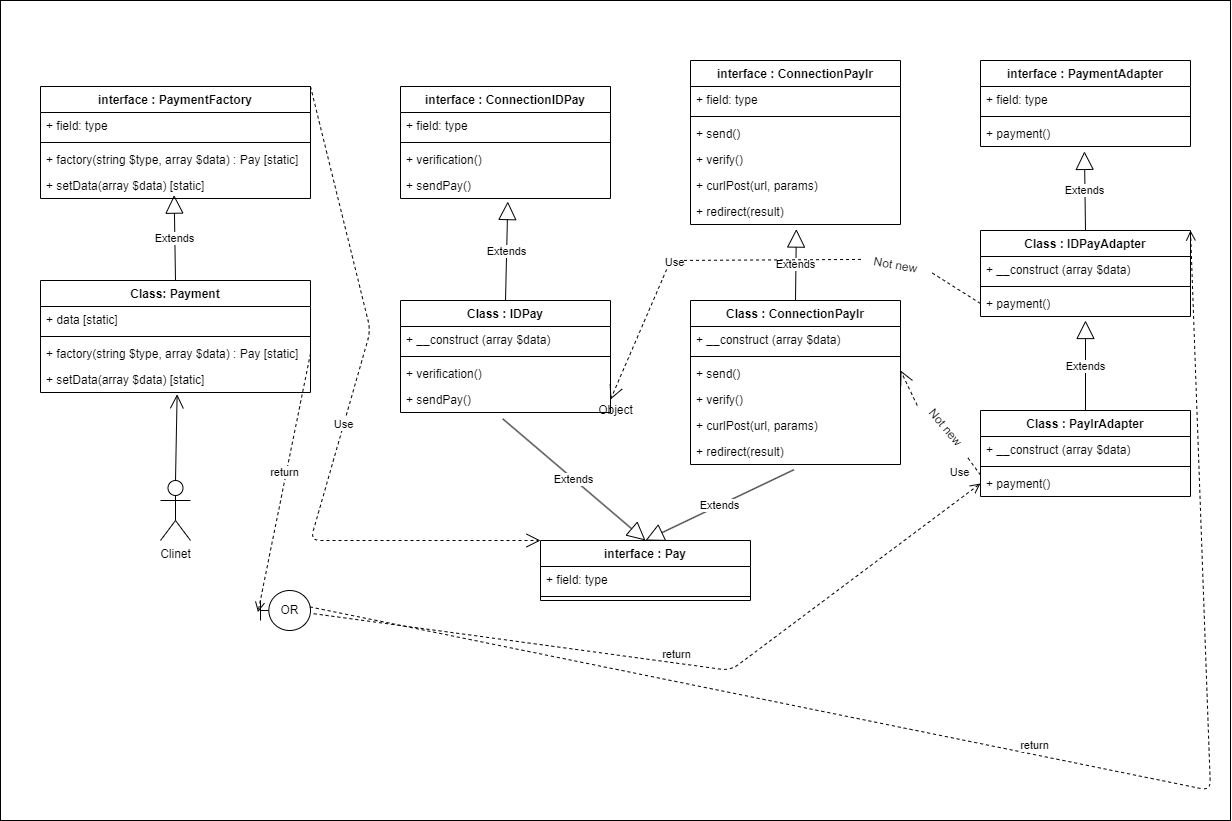 interface : PaymentFactory
+ field: type
+ factory(string $type, array $data) : Pay [static]
+ setData(array $data) [static]
Extends
Class: Payment
+ data [static]
+ factory(string $type, array $data) : Pay [static]
+ setData(array $data) [static]
Clinet
interface : ConnectionIDPay
+ field: type
+ verification()
+ sendPay()
Extends
Class : IDPay
+ __construct (array $data)
+ verification()
+ sendPay()
Object
interface : ConnectionPayIr
+ field: type
+ send()
+ verify()
+ curlPost(url, params)
+ redirect(result)
Extends
Use
Not new
Class : ConnectionPayIr
+ __construct (array $data)
+ send()
+ verify()
+ curlPost(url, params)
+ redirect(result)
interface : PaymentAdapter
+ field: type
+ payment()
Extends
Class : IDPayAdapter
+ __construct (array $data)
+ payment()
Extends
Class : PayIrAdapter
+ __construct (array $data)
+ payment()
Not new
Use
Use
return
Extends
Extends
interface : Pay
+ field: type
OR
return
return